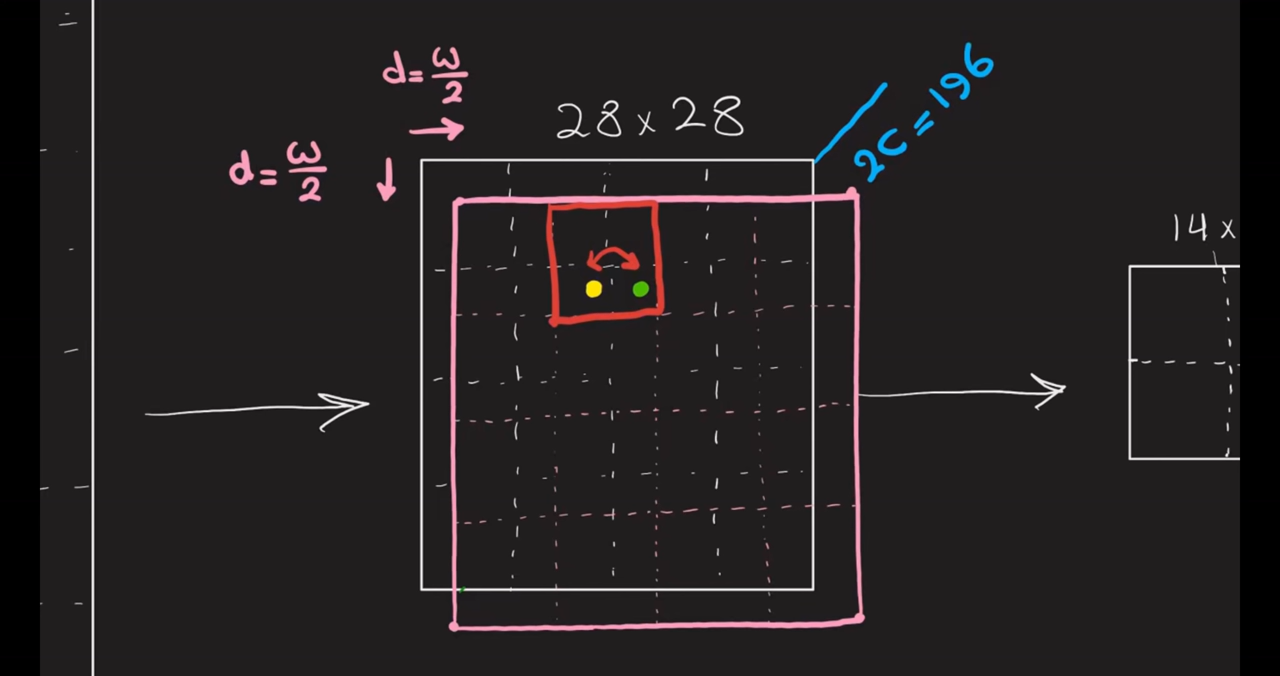 d = ω/2
→
28 x 28
2C = 196
d = ω/2 ↓
14 x